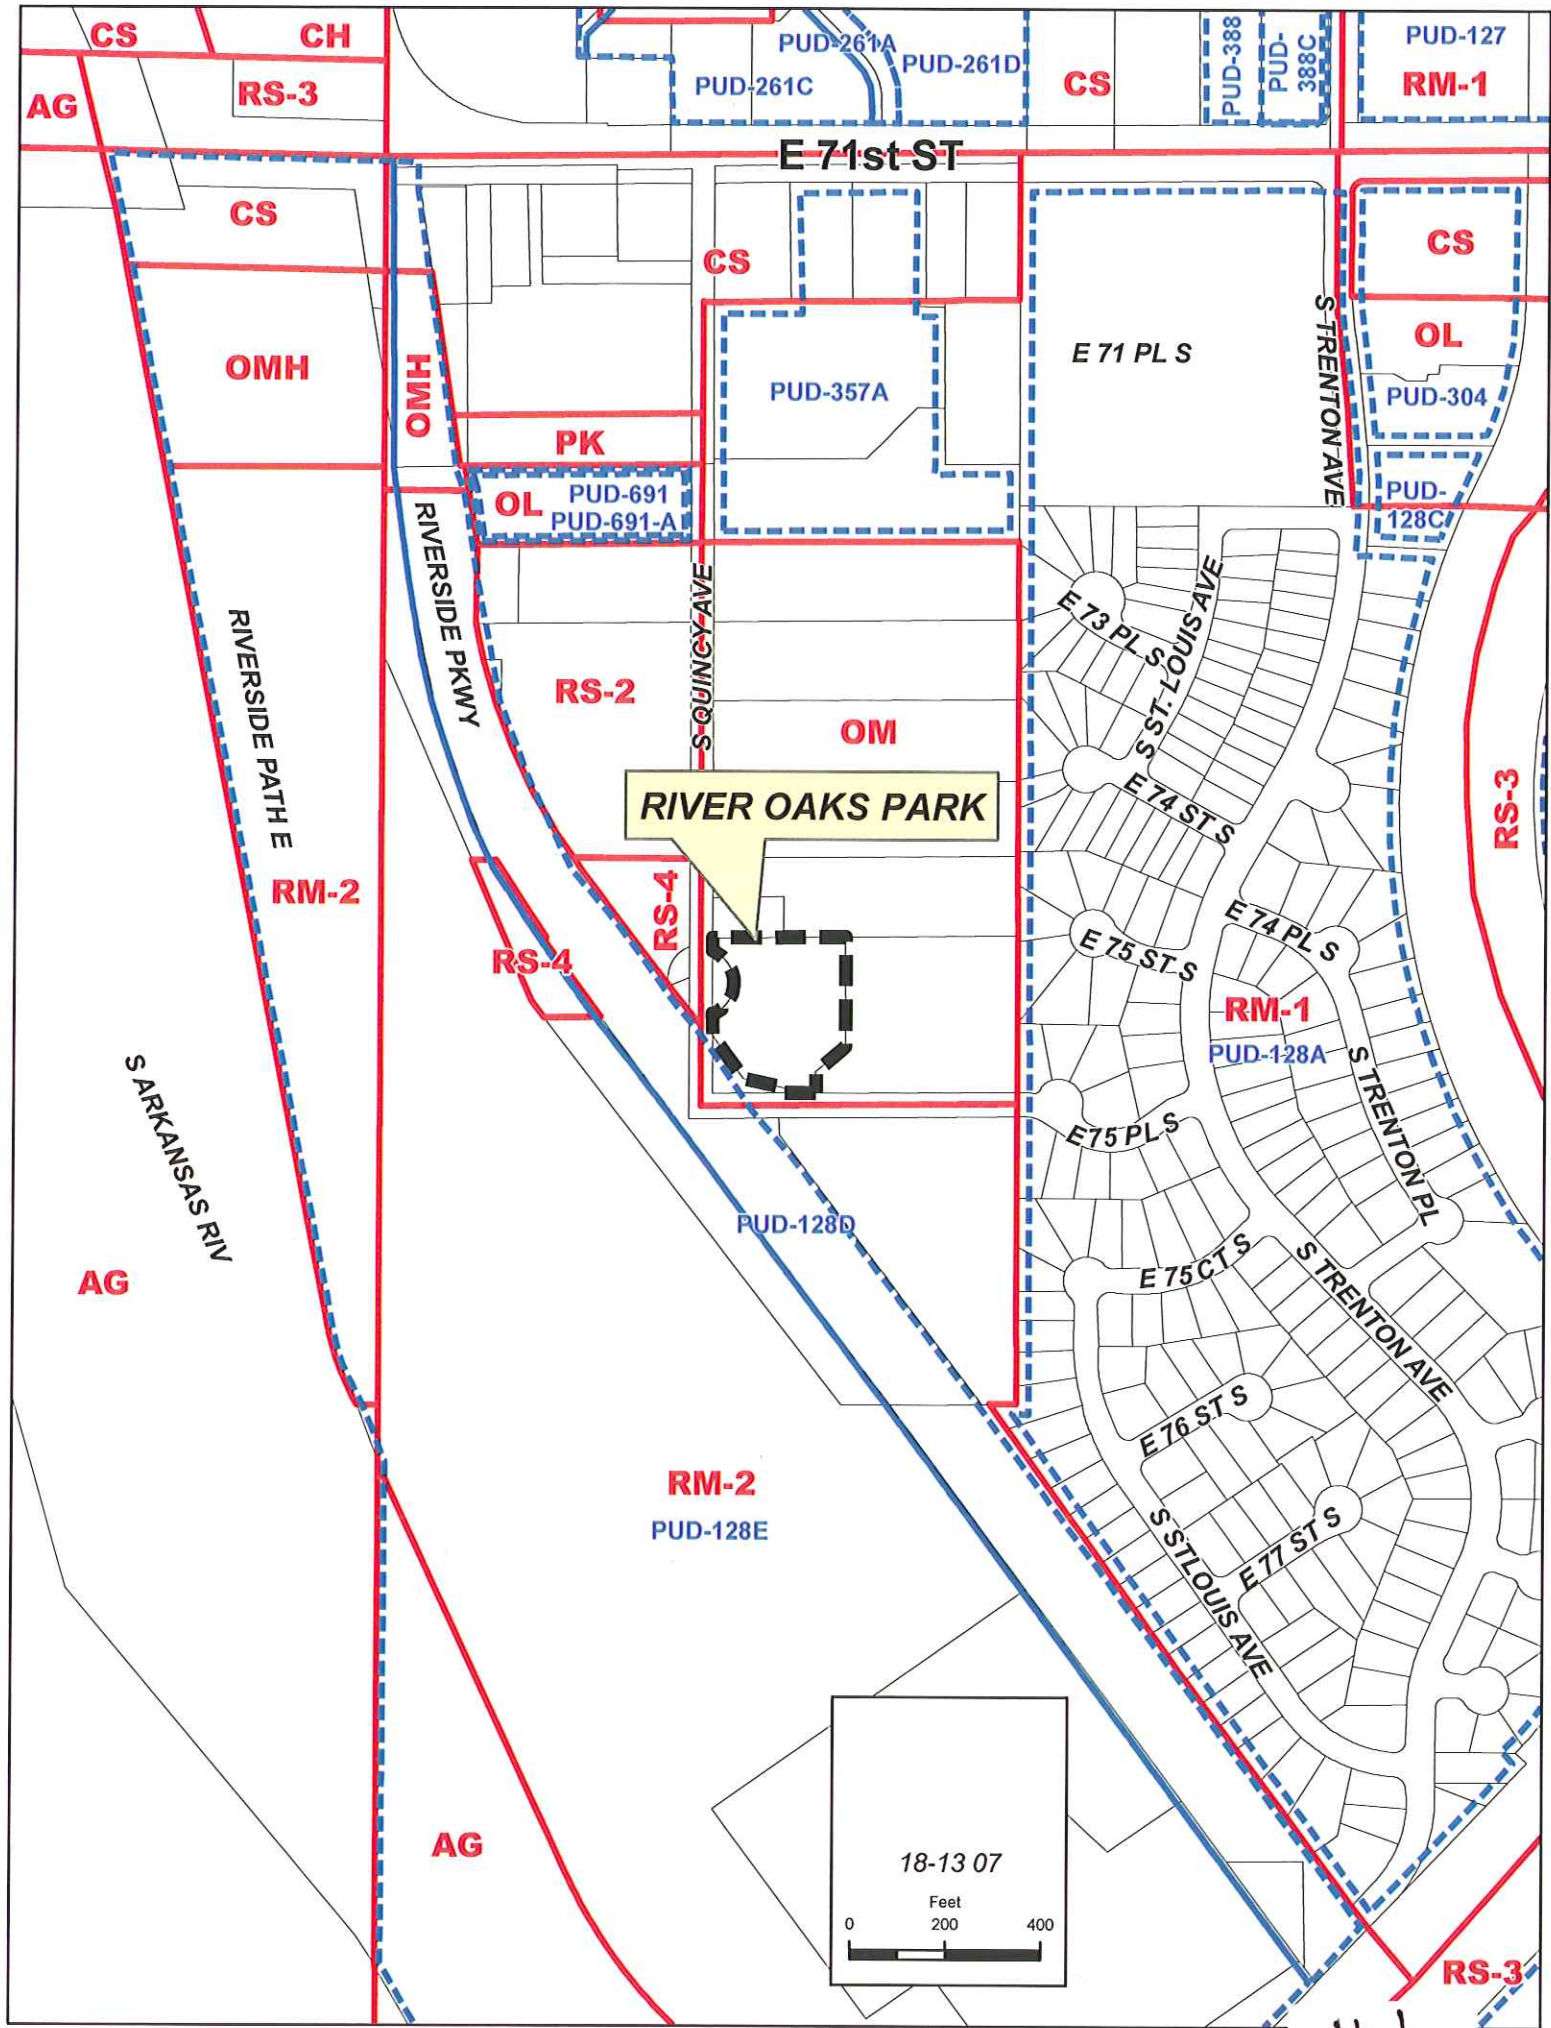 CS
CH
PUD-261A
PUD-261D
PUD-388
PUD-
388C
PUD-127
AG
RS-3
PUD-261C
CS
RM-1
E 71st ST
CS
CS
CS
OMH
OMH
PUD-357A
E 71 PL S
S TRENTON AVE
OL
PUD-304
PK
OL
PUD-691
PUD-691-A
PUD-
128C
RIVERSIDE PKWY
RIVERSIDE PATH E
S QUINCY AVE
E 73 PL S
S ST. LOUIS AVE
RS-2
OM
RS-3
RIVER OAKS PARK
E 74 ST S
RM-2
RS-4
RS-4
E 74 PL S
E 75 ST S
RM-1
PUD-128A
S TRENTON PL
S ARKANSAS RIV
E 75 PL S
PUD-128D
AG
E 75 CT S
S TRENTON AVE
E 76 ST S
RM-2
PUD-128E
S STLOUIS AVE
E 77 ST S
AG
18-13 07
Feet
0 200 400
RS-3